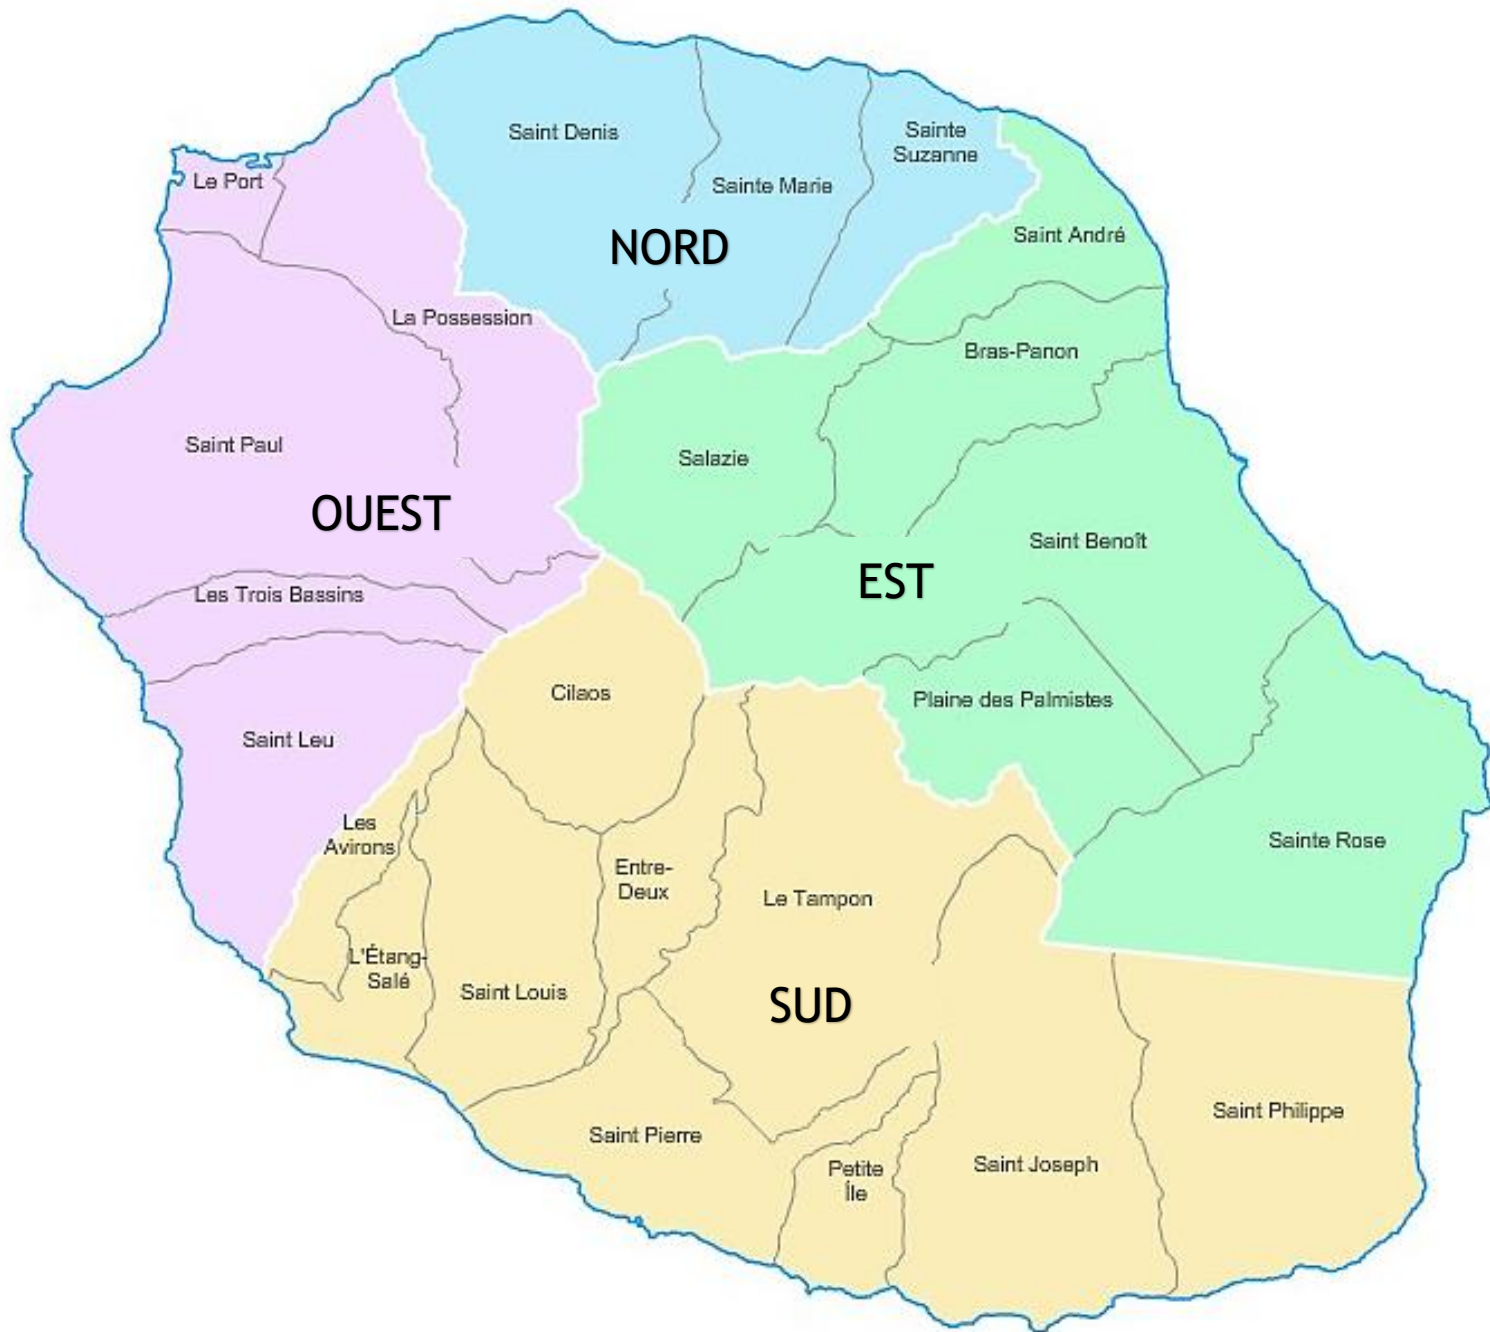 Saint Denis
Sainte
Suzanne
Le Port
Sainte Marie
NORD
Saint André
La Possession
Bras-Panon
Saint Paul
Salazie
OUEST
Saint Benoît
EST
Les Trois Bassins
Cilaos
Plaine des Palmistes
Saint Leu
Les
Avirons
Sainte Rose
Entre-
Deux
Le Tampon
L'Étang-
Salé
Saint Louis
SUD
Saint Philippe
Saint Pierre
Petite
Île
Saint Joseph